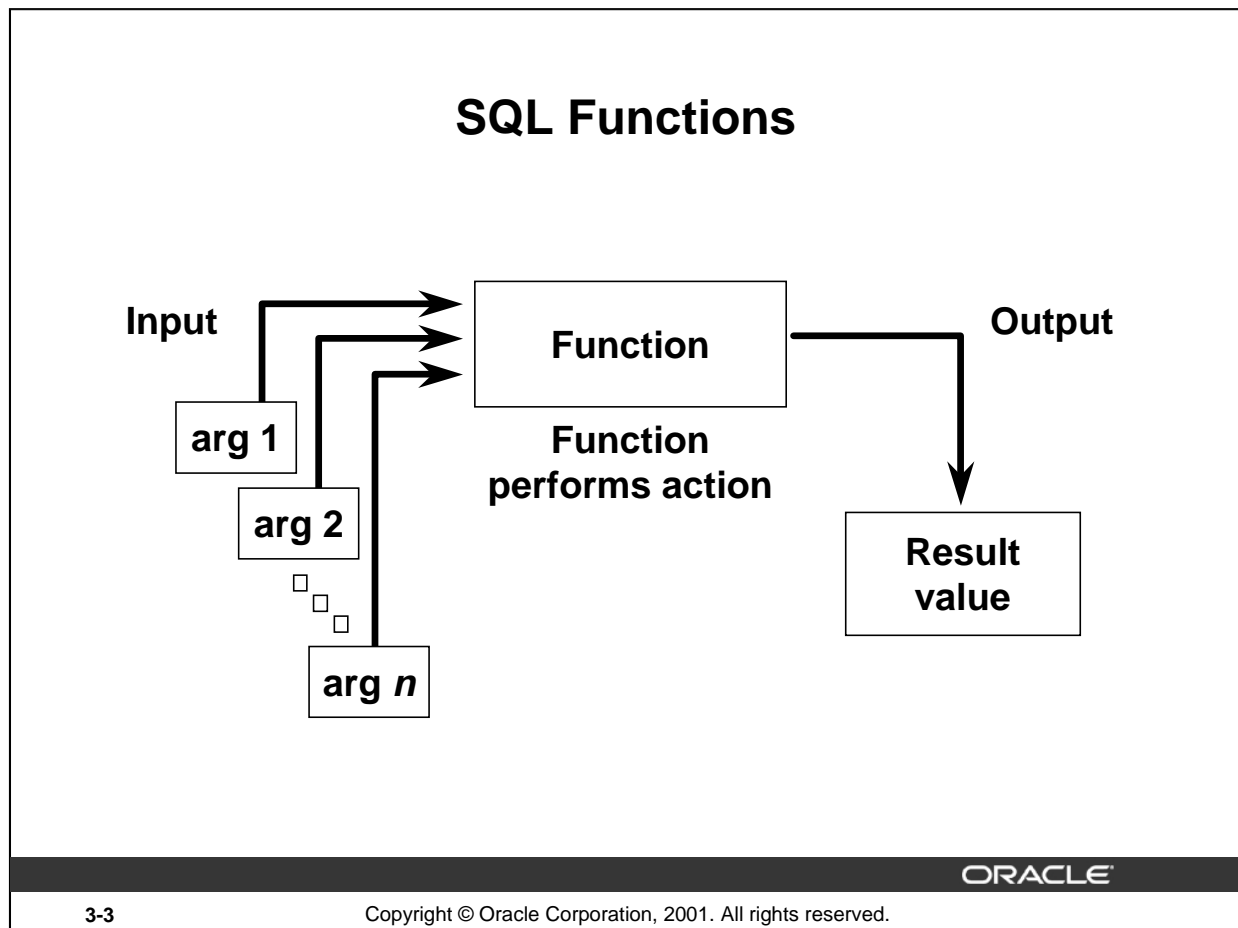 SQL Functions
Input
arg 1
arg 2
arg n
Function
Function
performs action
Output
Result
value
ORACLE®
3-3
Copyright © Oracle Corporation, 2001. All rights reserved.